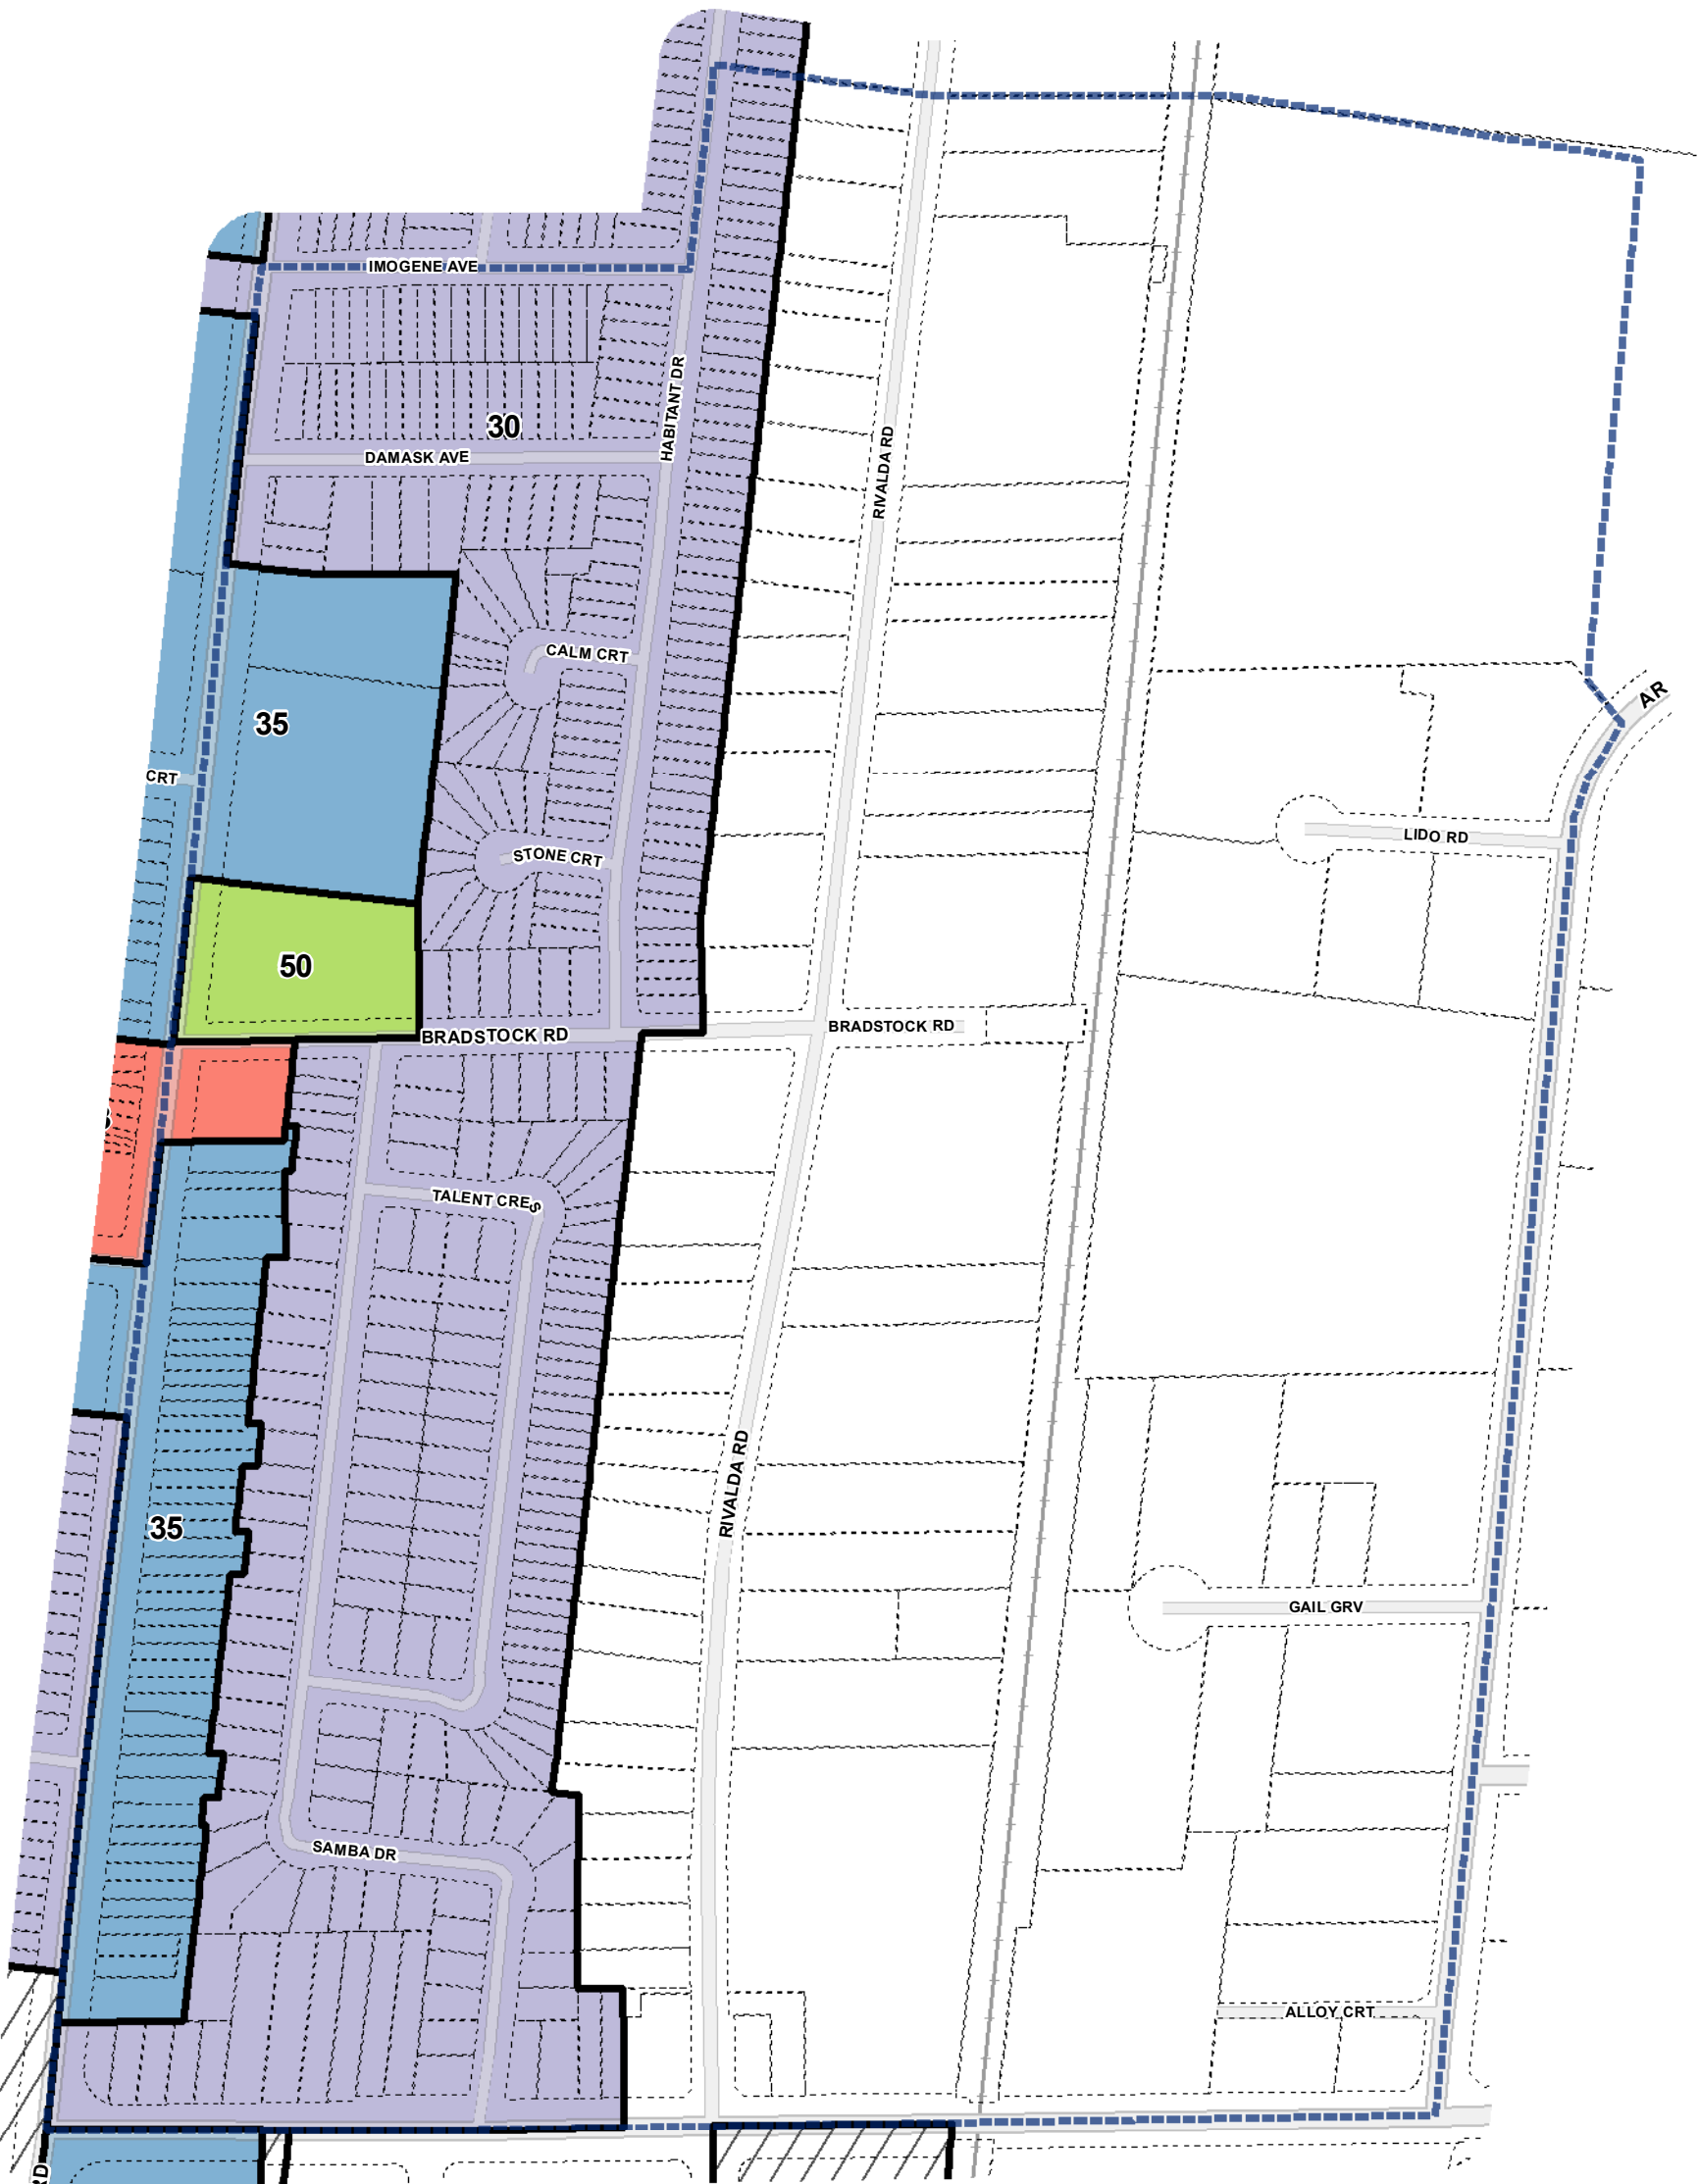 IMOGENE AVE
HABITANT DR
30
DAMASK AVE
RIVALDA RD
CALM CRT
AR
35
CRT
LIDO RD
STONE CRT
50
BRADSTOCK RD
BRADSTOCK RD
TALENT CRES
RIVALDA RD
35
GAIL GRV
SAMBA DR
ALLOY CRT
RD